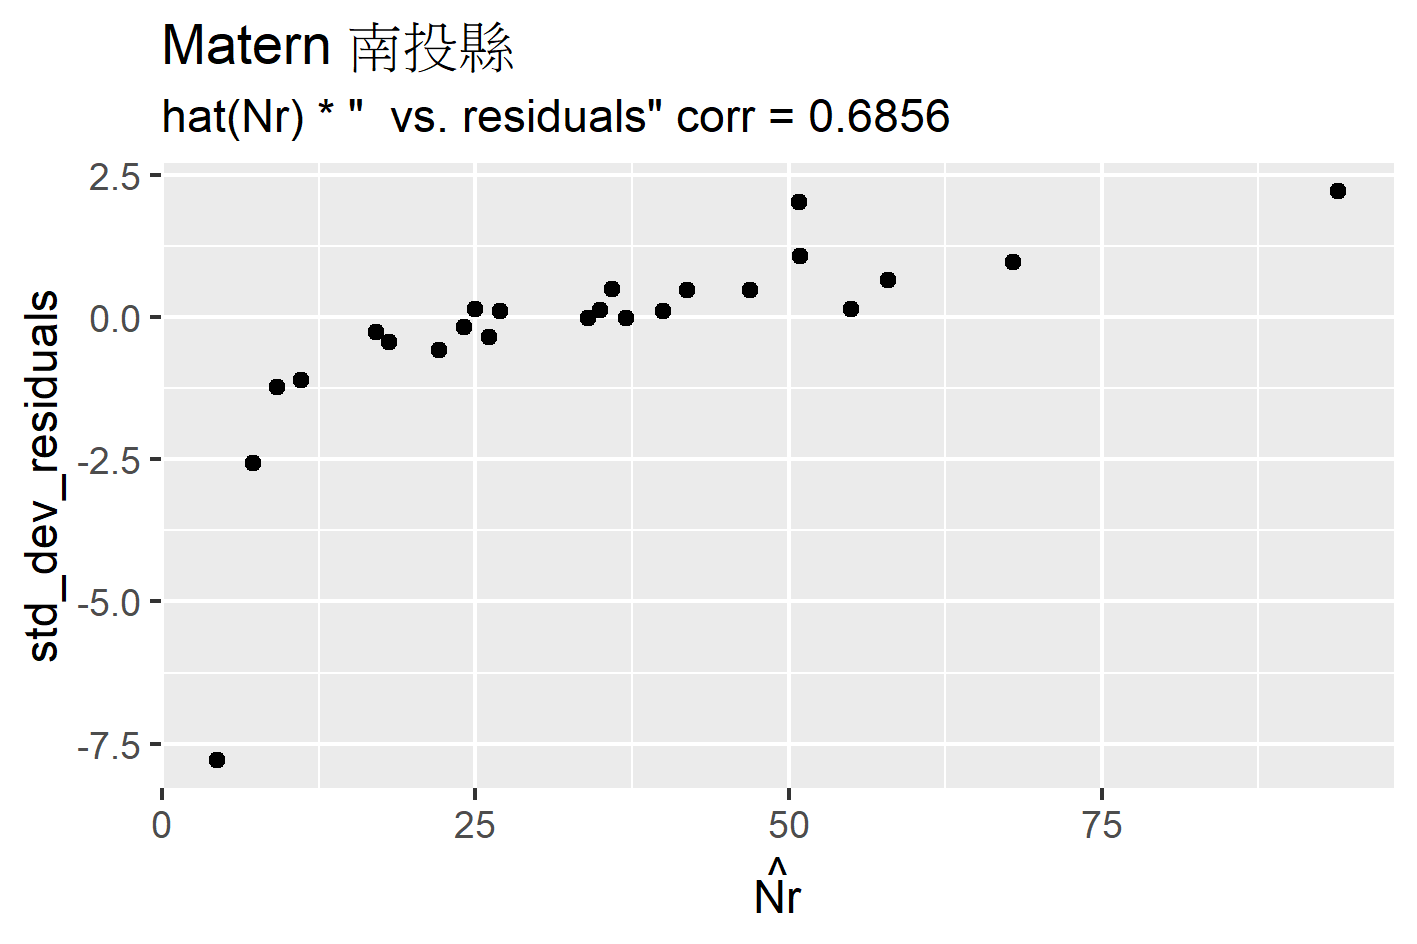 Matern 南投縣
hat(Nr) * "  vs. residuals" corr = 0.6856
std_dev_residuals
2.5
0.0
-2.5
-5.0
-7.5
0
25
50
75
N̂r